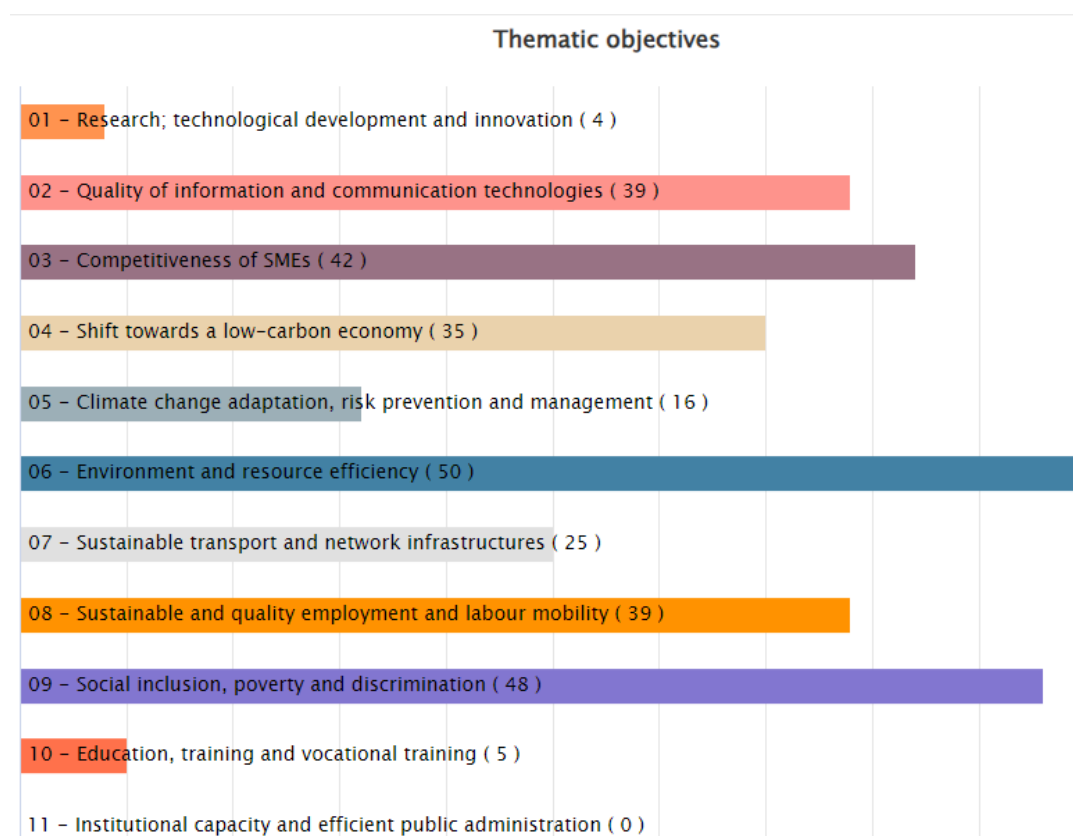 Thematic objectives
01 – Research; technological development and innovation ( 4 )
02 – Quality of information and communication technologies ( 39 )
03 – Competitiveness of SMEs ( 42 )
04 – Shift towards a low-carbon economy ( 35 )
05 – Climate change adaptation, risk prevention and management ( 16 )
06 – Environment and resource efficiency ( 50 )
07 – Sustainable transport and network infrastructures ( 25 )
08 – Sustainable and quality employment and labour mobility ( 39 )
09 – Social inclusion, poverty and discrimination ( 48 )
10 – Education, training and vocational training ( 5 )
11 – Institutional capacity and efficient public administration ( 0 )